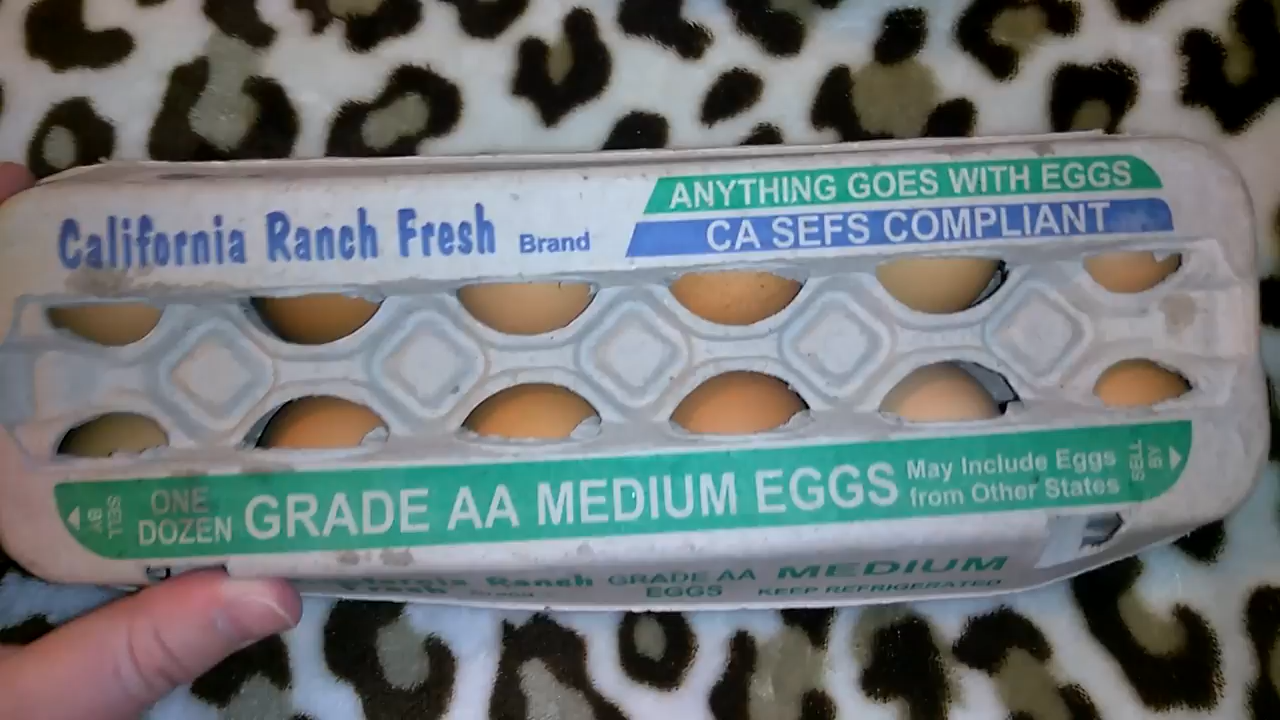 ANYTHING GOES WITH EGGS
CA SEFS COMPLIANT
California Ranch Fresh Brand
SELL
BY
ONE
DOZEN
GRADE AA MEDIUM EGGS
May Include Eggs
from Other States
SELL
BY
Ranch
GRADE AA
EGGS
MEDIUM
KEEP REFRIGERATED